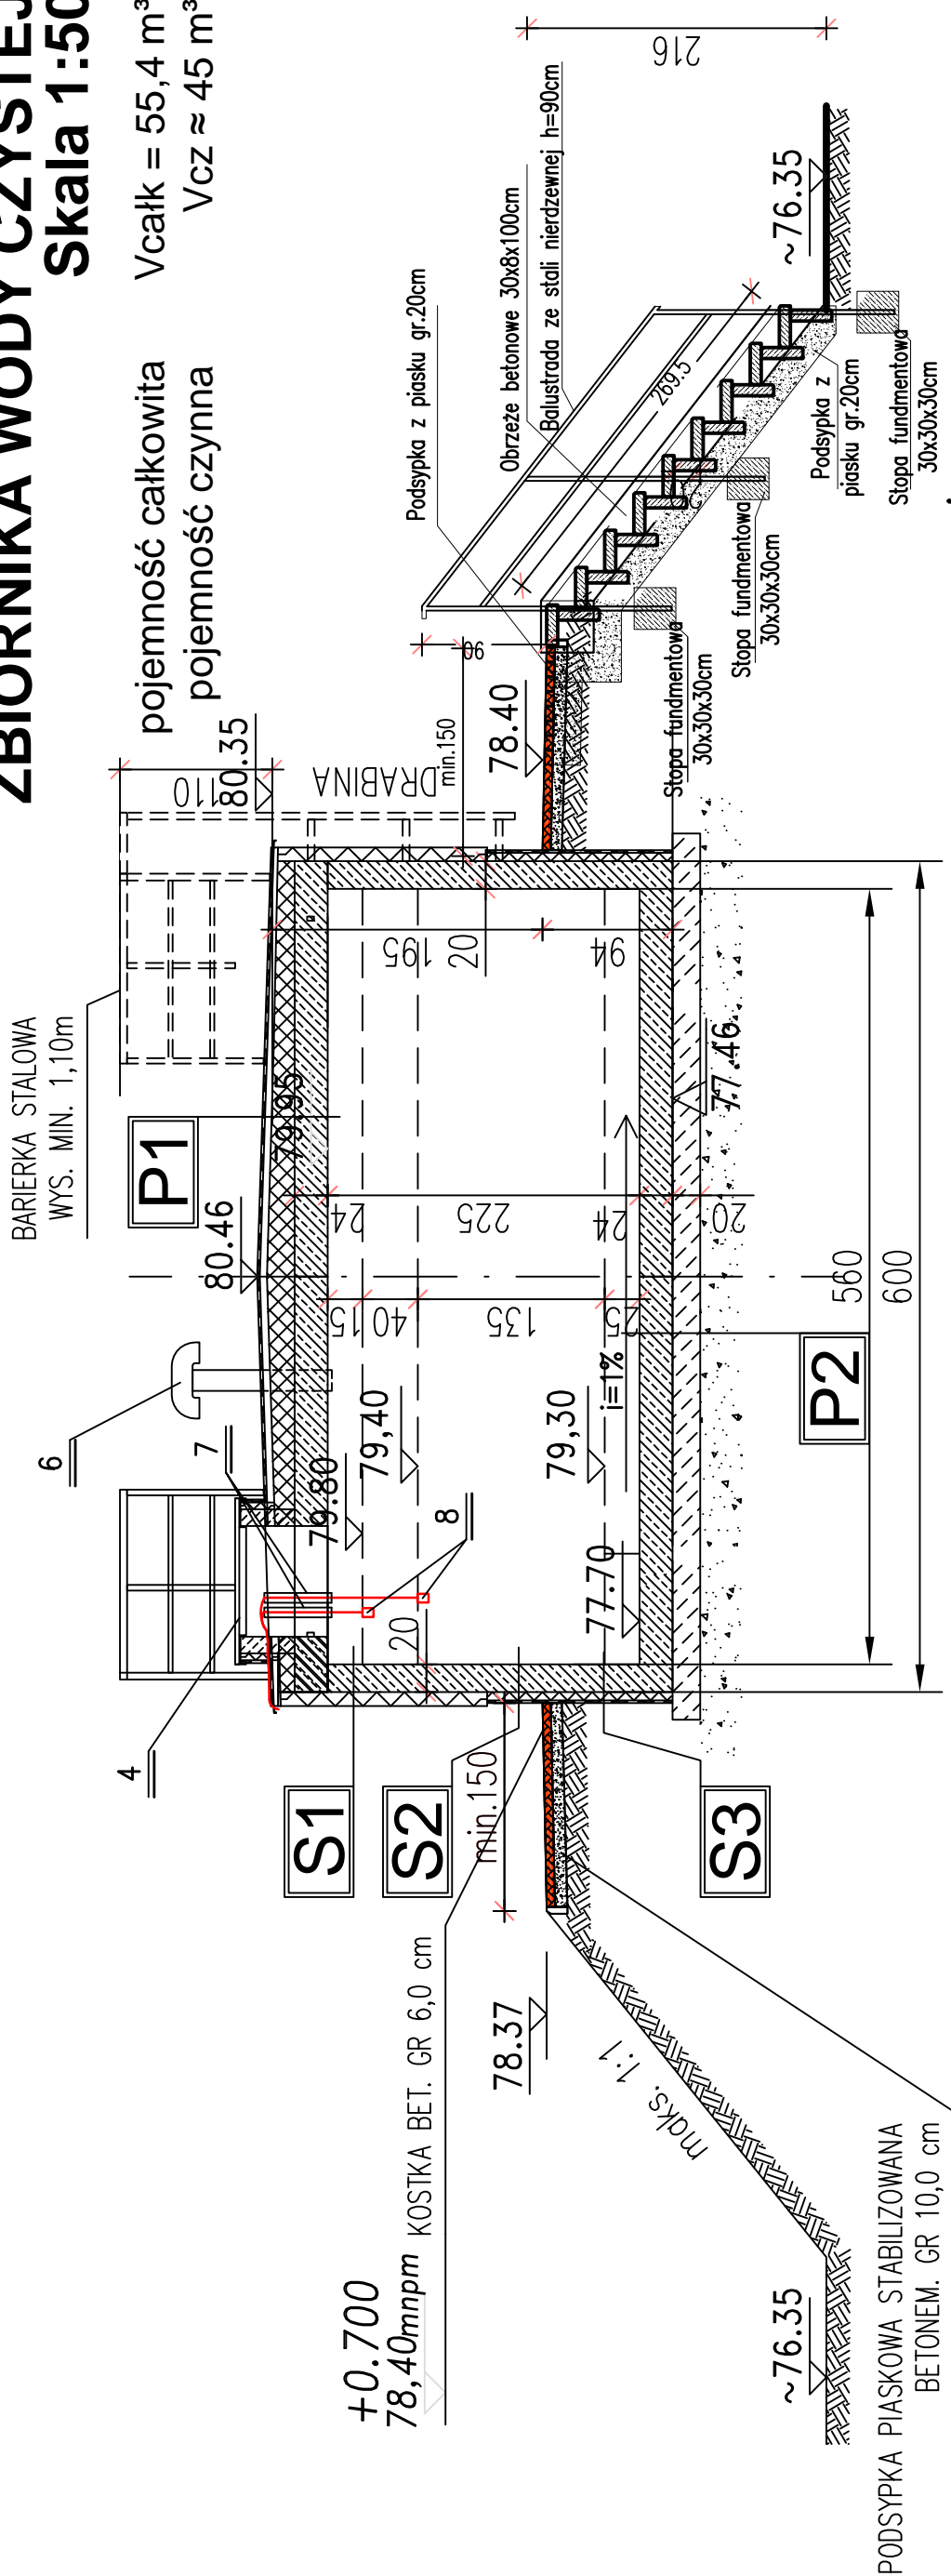 ZBIORNIKA WODY CZYSTEJ
Skala 1:50
pojemność całkowita
Vcałk = 55,4 m³
pojemność czynna
Vcz ≈ 45 m³
BARIERKA STALOWA
WYS. MIN. 1,10m
110
80.35
DRABINA
P1
80.46
79.95
6
7
4
8
79.80
79,40
79,30
77.70
77.46
i=1%
24
225
24
20
15
40
135
25
195
20
94
20
560
600
P2
S1
S2
S3
min.150
min.150
90
78.40
78.37
+0.700
78,40mnpm
KOSTKA BET. GR 6,0 cm
maks. 1:1
~76.35
PODSYPKA PIASKOWA STABILIZOWANA
BETONEM. GR 10,0 cm
Podsypka z piasku gr.20cm
Obrzeże betonowe 30x8x100cm
Balustrada ze stali nierdzewnej h=90cm
269.5
216
~76.35
Podsypka z
piasku gr.20cm
Stopa fundmentowa
30x30x30cm
Stopa fundmentowa
30x30x30cm
Stopa fundmentowa
30x30x30cm